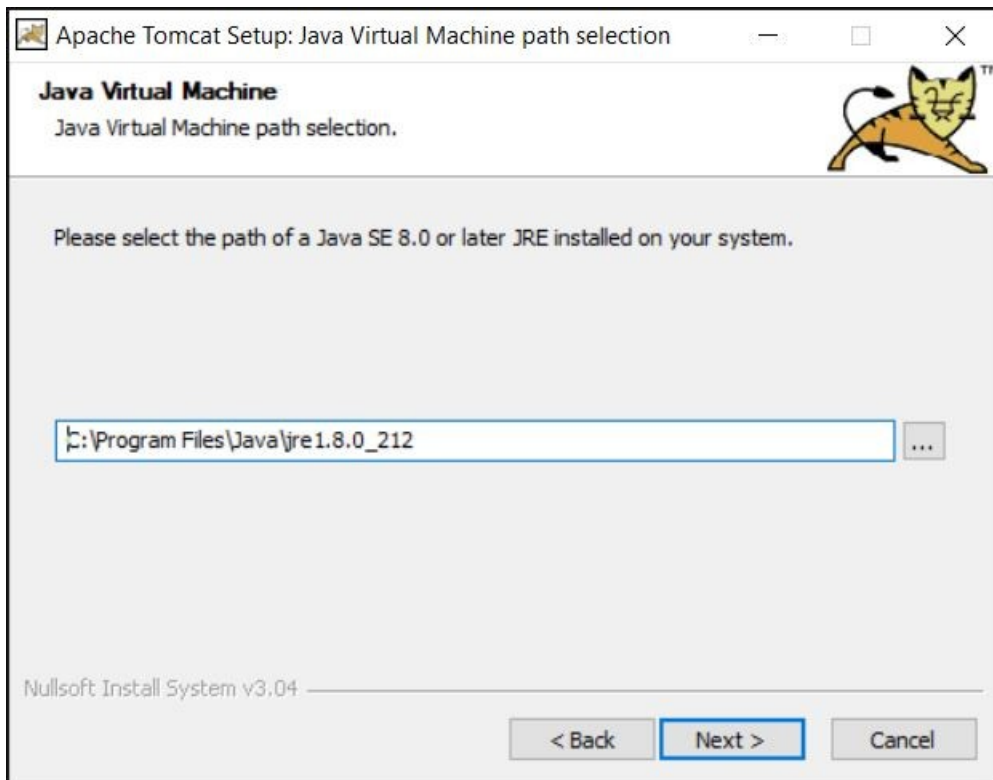 Apache Tomcat Setup: Java Virtual Machine path selection
Java Virtual Machine
Java Virtual Machine path selection.
TM
Please select the path of a Java SE 8.0 or later JRE installed on your system.
C:\Program Files\Java\jre1.8.0_212
...
Nullsoft Install System v3.04
< Back
Next >
Cancel